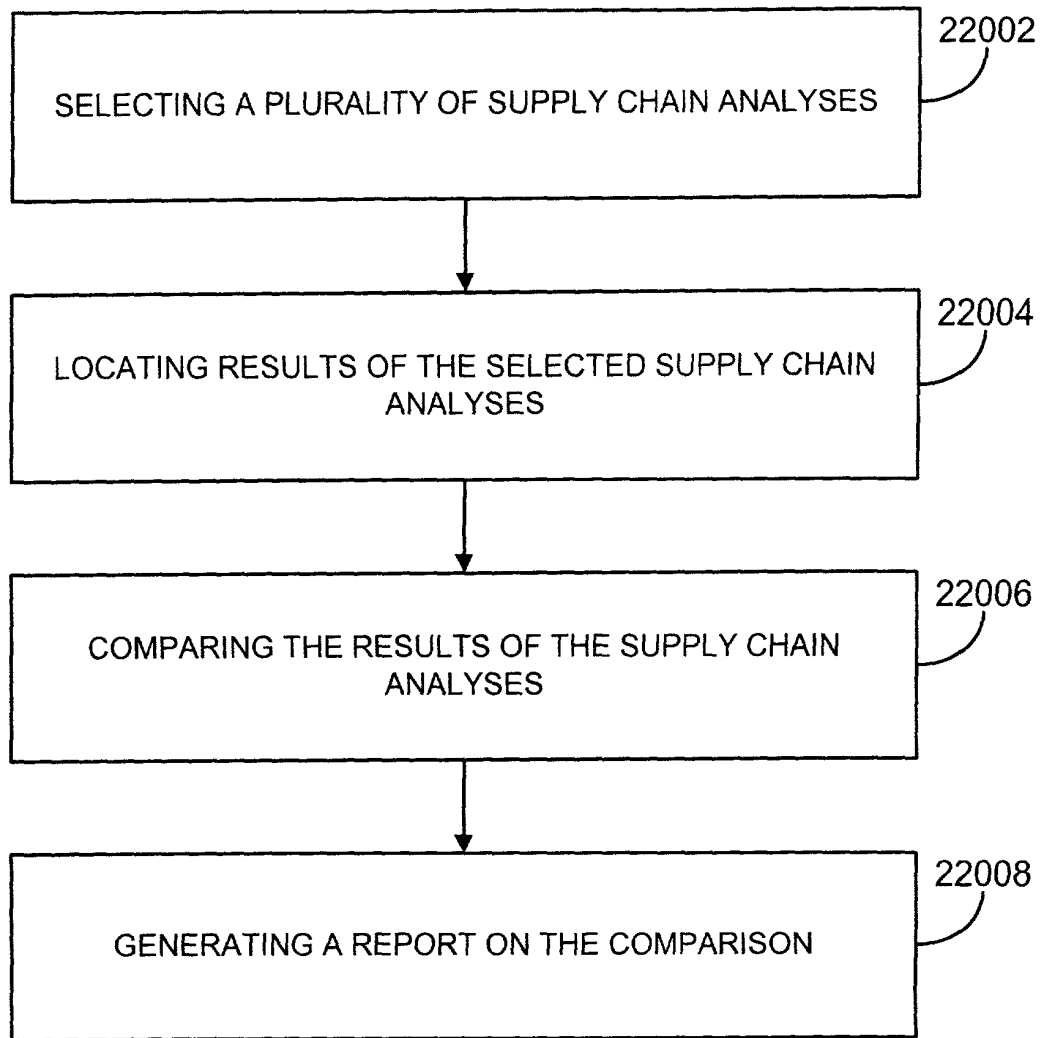 22002
SELECTING A PLURALITY OF SUPPLY CHAIN ANALYSES
22004
LOCATING RESULTS OF THE SELECTED SUPPLY CHAIN
ANALYSES
22006
COMPARING THE RESULTS OF THE SUPPLY CHAIN
ANALYSES
22008
GENERATING A REPORT ON THE COMPARISON